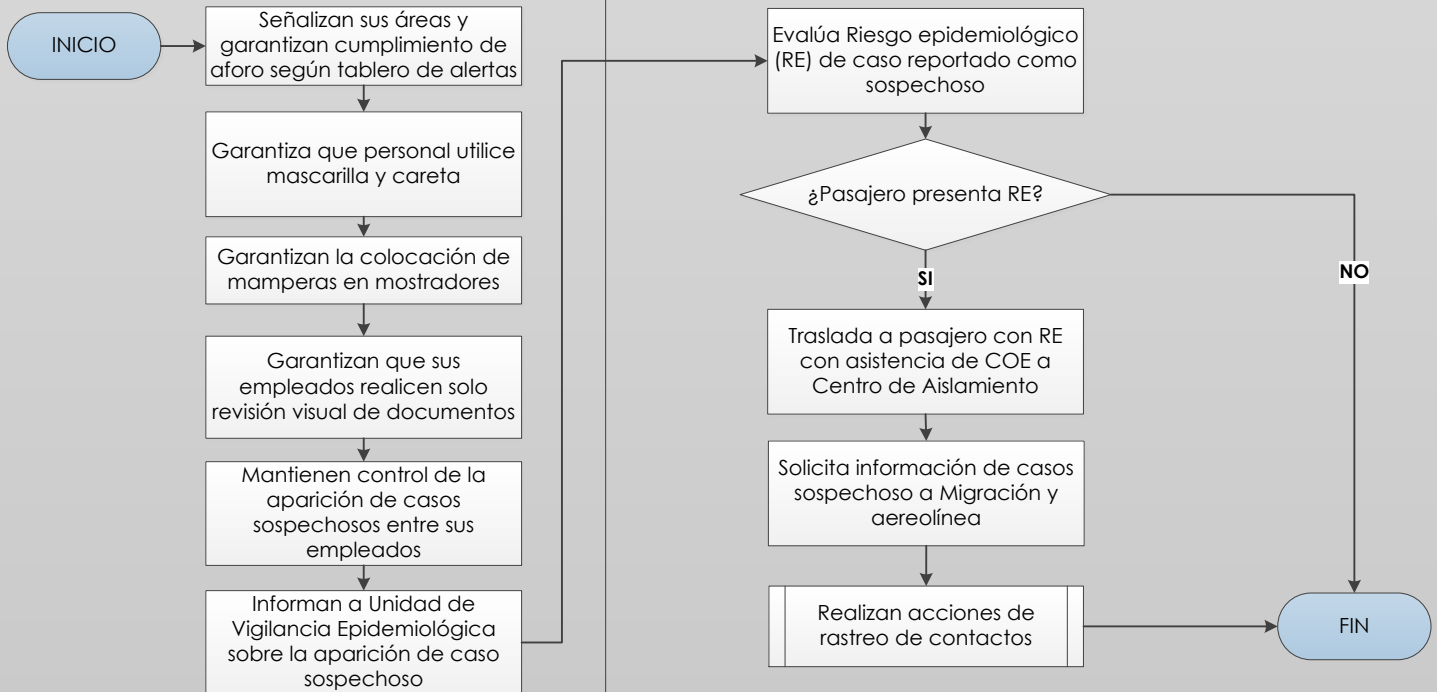 INICIO
Señalizan sus áreas y
garantizan cumplimiento de
aforo según tablero de alertas
Garantiza que personal utilice
mascarilla y careta
Garantizan la colocación de
mamperas en mostradores
Garantizan que sus
empleados realicen solo
revisión visual de documentos
Mantienen control de la
aparición de casos
sospechosos entre sus
empleados
Informan a Unidad de
Vigilancia Epidemiológica
sobre la aparición de caso
sospechoso
Evalúa Riesgo epidemiológico
(RE) de caso reportado como
sospechoso
¿Pasajero presenta RE?
SI
NO
Traslada a pasajero con RE
con asistencia de COE a
Centro de Aislamiento
Solicita información de casos
sospechoso a Migración y
aereolínea
Realizan acciones de
rastreo de contactos
FIN